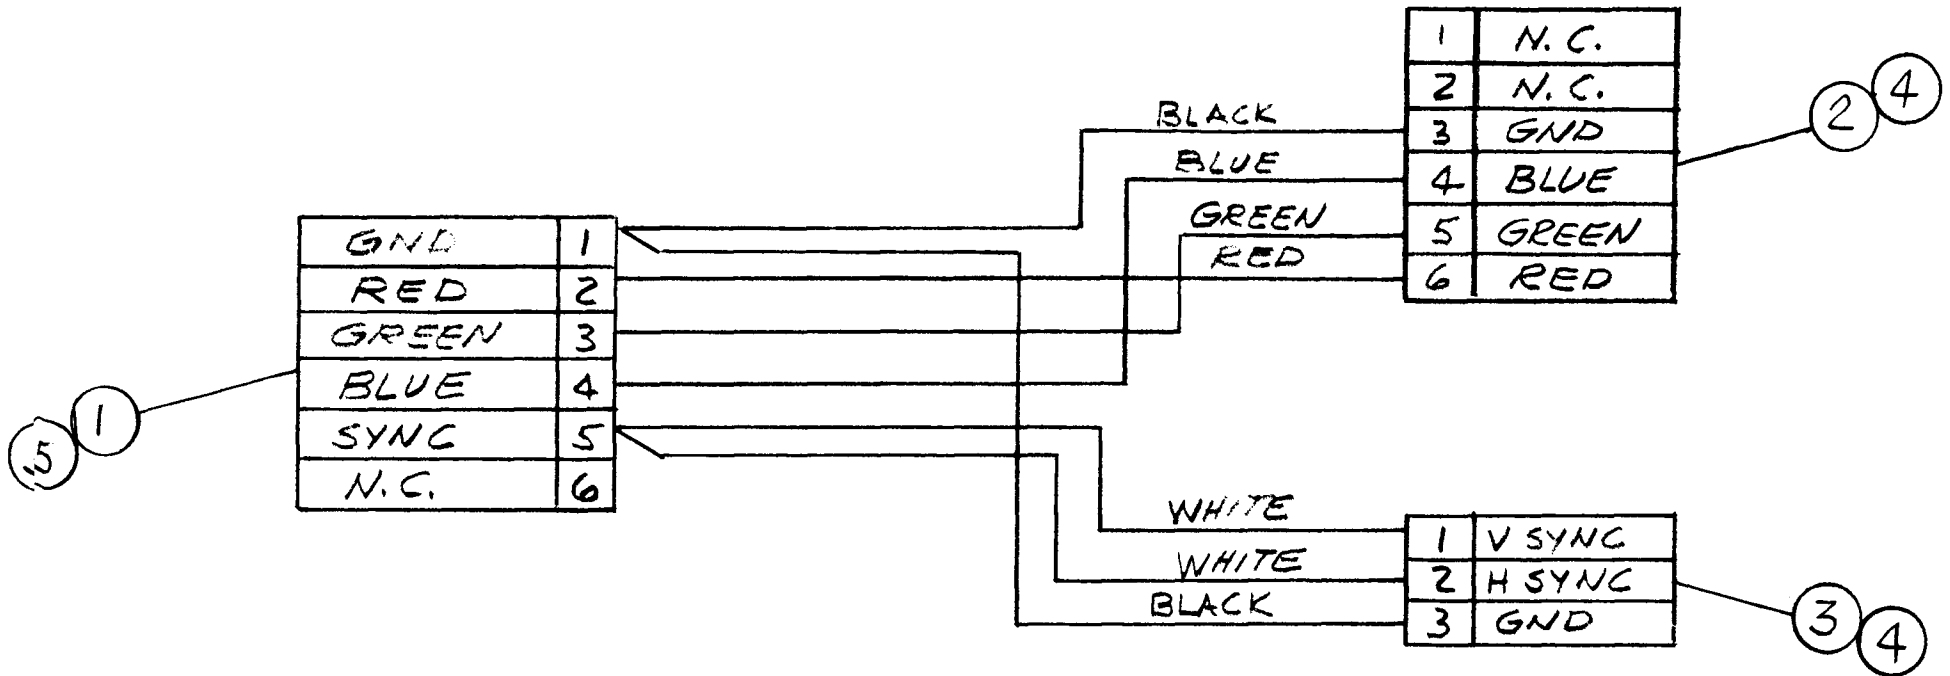 GND 1
RED 2
GREEN 3
BLUE 4
SYNC 5
N.C. 6
1
5
BLACK
BLUE
GREEN
RED
1 N.C.
2 N.C.
3 GND
4 BLUE
5 GREEN
6 RED
2 4
WHITE
WHITE
BLACK
1 V SYNC
2 H SYNC
3 GND
3 4